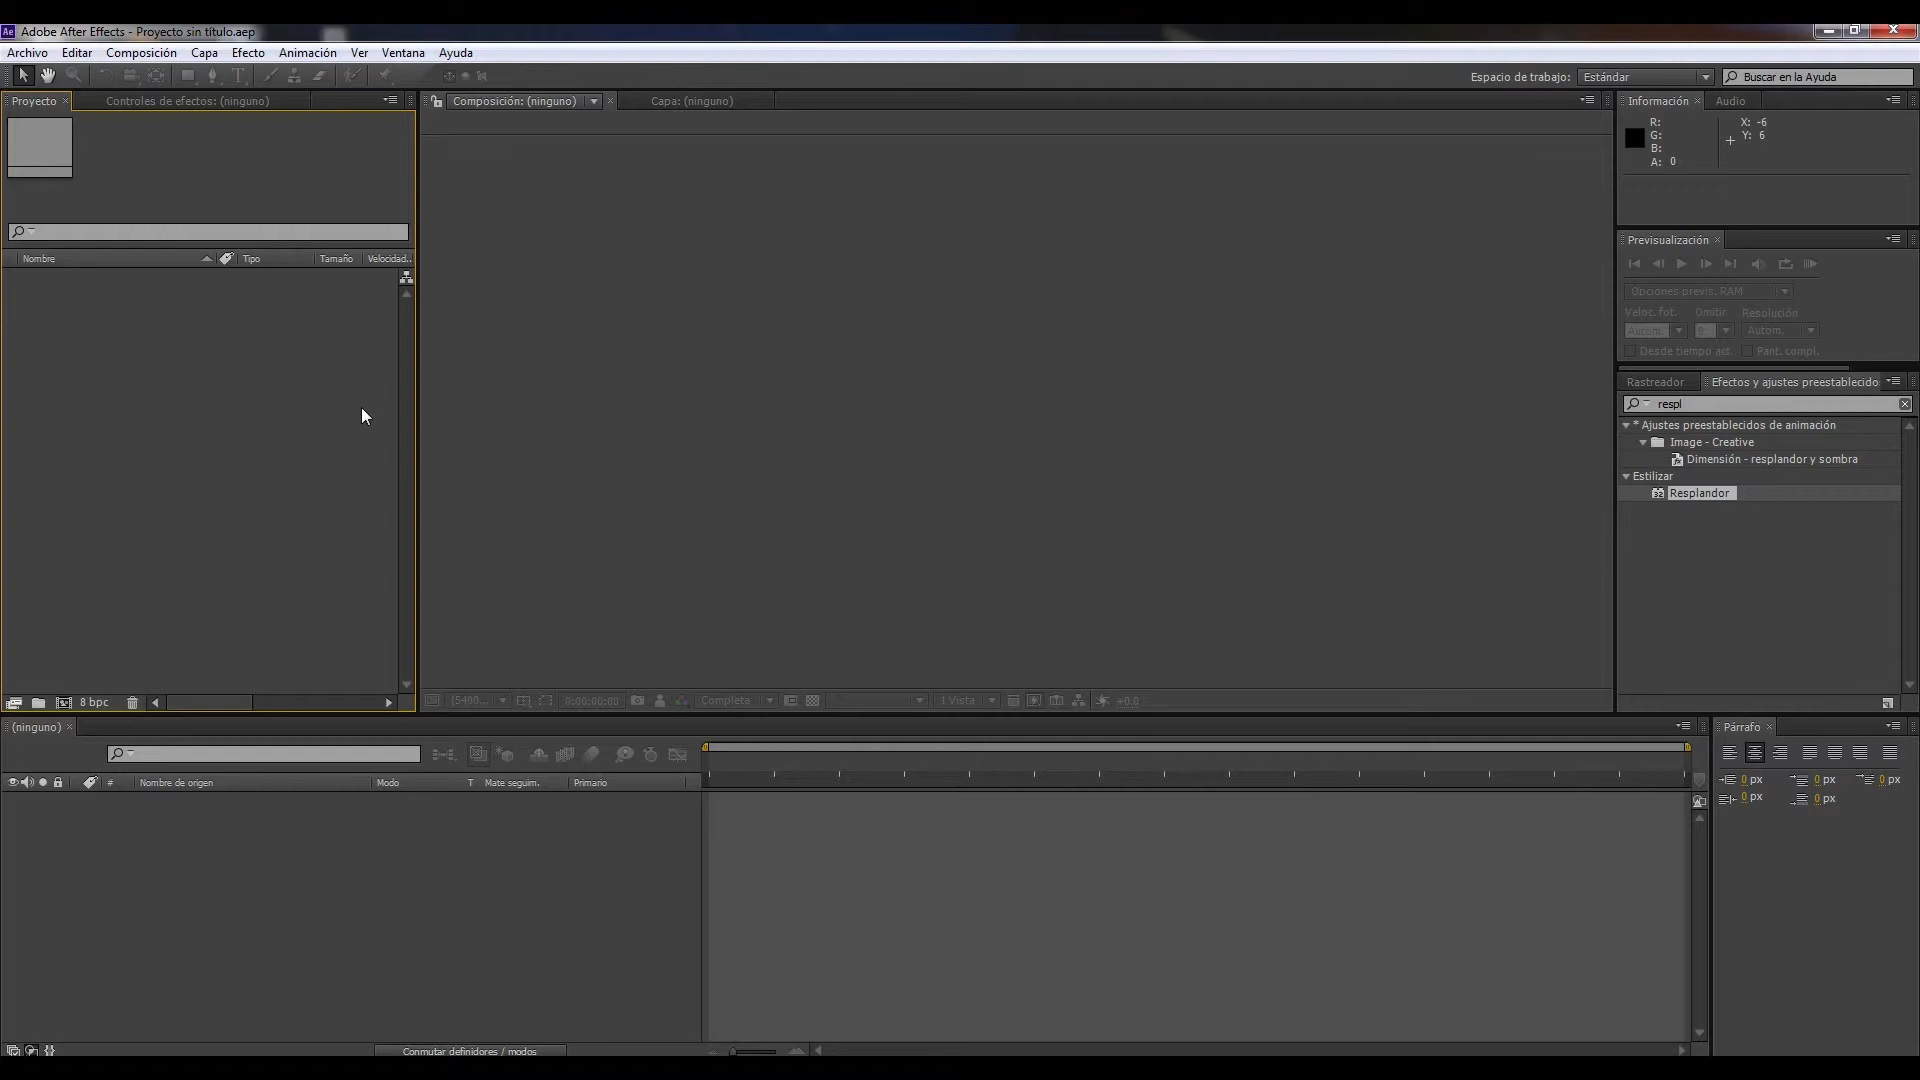 Ae Adobe After Effects - Proyecto sin título.aep
Archivo Editar Composición Capa Efecto Animación Ver Ventana Ayuda
T Espacio de trabajo: Estándar Buscar en la Ayuda
Proyecto Controles de efectos: (ninguno) Composición: (ninguno) Capa: (ninguno) Información Audio
R: X: -6
G: Y: 6
B:
A: 0
Previsualización
Nombre Tipo Tamaño Velocidad..
Opciones previs. RAM
Veloc. fot. Omitir Resolución
Autom. 0 Autom.
Desde tiempo act. Pant. compl.
Rastreador Efectos y ajustes preestablecido
respl
* Ajustes preestablecidos de animación
Image - Creative
Dimensión - resplandor y sombra
Estilizar
32 Resplandor
8 bpc (5400... 0:00:00:00 Completa 1 Vista +0,0
(ninguno) Párrafo
# Nombre de origen Modo T Mate seguim. Primario
0 px 0 px 0 px
0 px 0 px
Conmutar definidores / modos